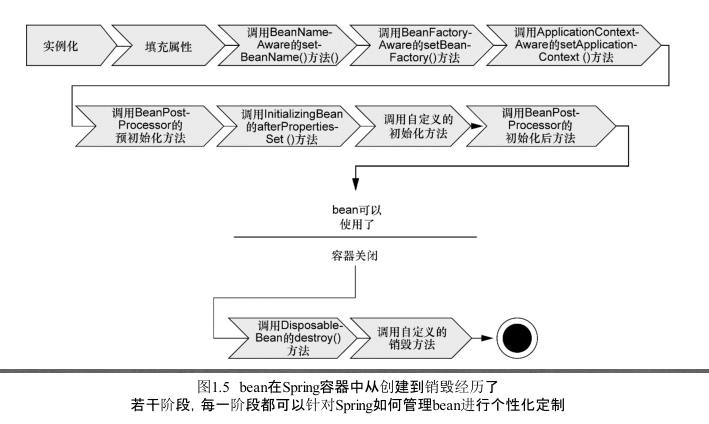 实例化
填充属性
调用BeanName-
Aware的set-
BeanName()方法()
调用BeanFactory-
Aware的setBean-
Factory()方法
调用ApplicationContext-
Aware的setApplication-
Context ()方法
调用BeanPost-
Processor的
预初始化方法
调用InitializingBean
的afterProperties-
Set ()方法
调用自定义的
初始化方法
调用BeanPost-
Processor的
初始化后方法
bean可以
使用了
容器关闭
调用Disposable-
Bean的destroy()
方法
调用自定义的
销毁方法
图1.5 bean在Spring容器中从创建到销毁经历了
若干阶段, 每一阶段都可以针对Spring如何管理bean进行个性化定制